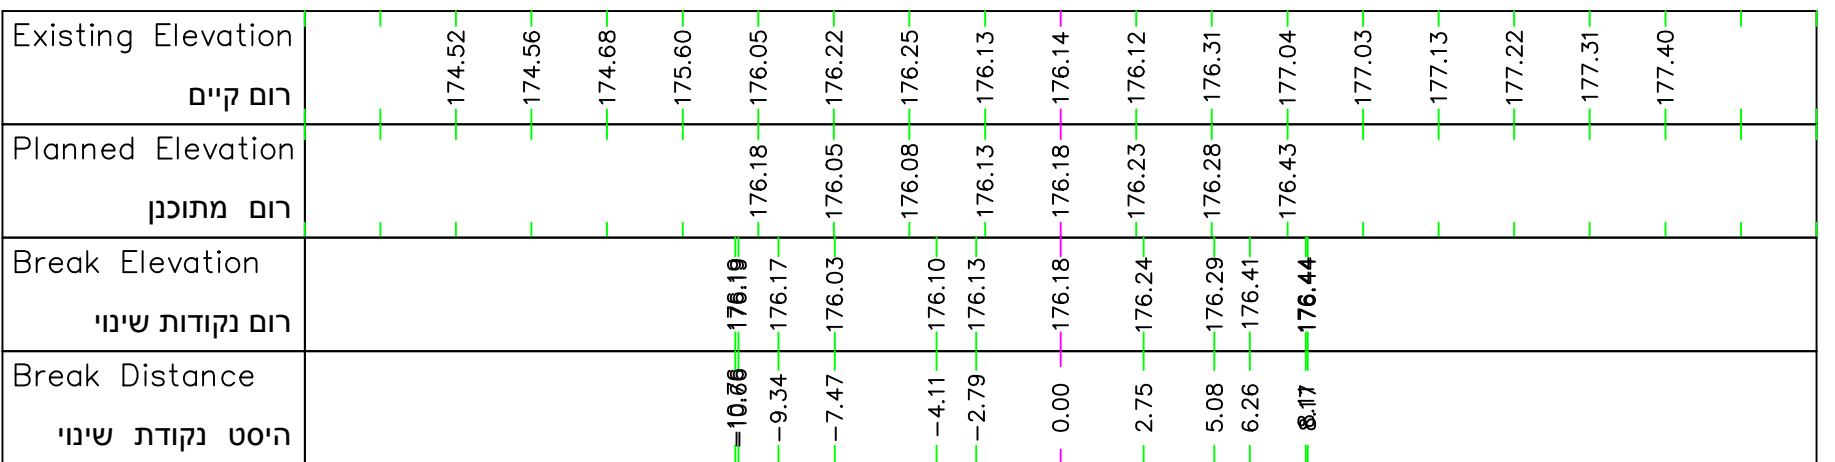 Existing Elevation
רום קיים
174.52 174.56 174.68 175.60 176.05 176.22 176.25 176.13 176.14 176.12 176.31 177.04 177.03 177.13 177.22 177.31 177.40
Planned Elevation
רום מתוכנן
176.18 176.05 176.08 176.13 176.18 176.23 176.28 176.43
Break Elevation
רום נקודות שינוי
176.17 176.03 176.10 176.13 176.18 176.24 176.29 176.41 176.44
Break Distance
היסט נקודת שינוי
-9.34 -7.47 -4.11 -2.79 0.00 2.75 5.08 6.26